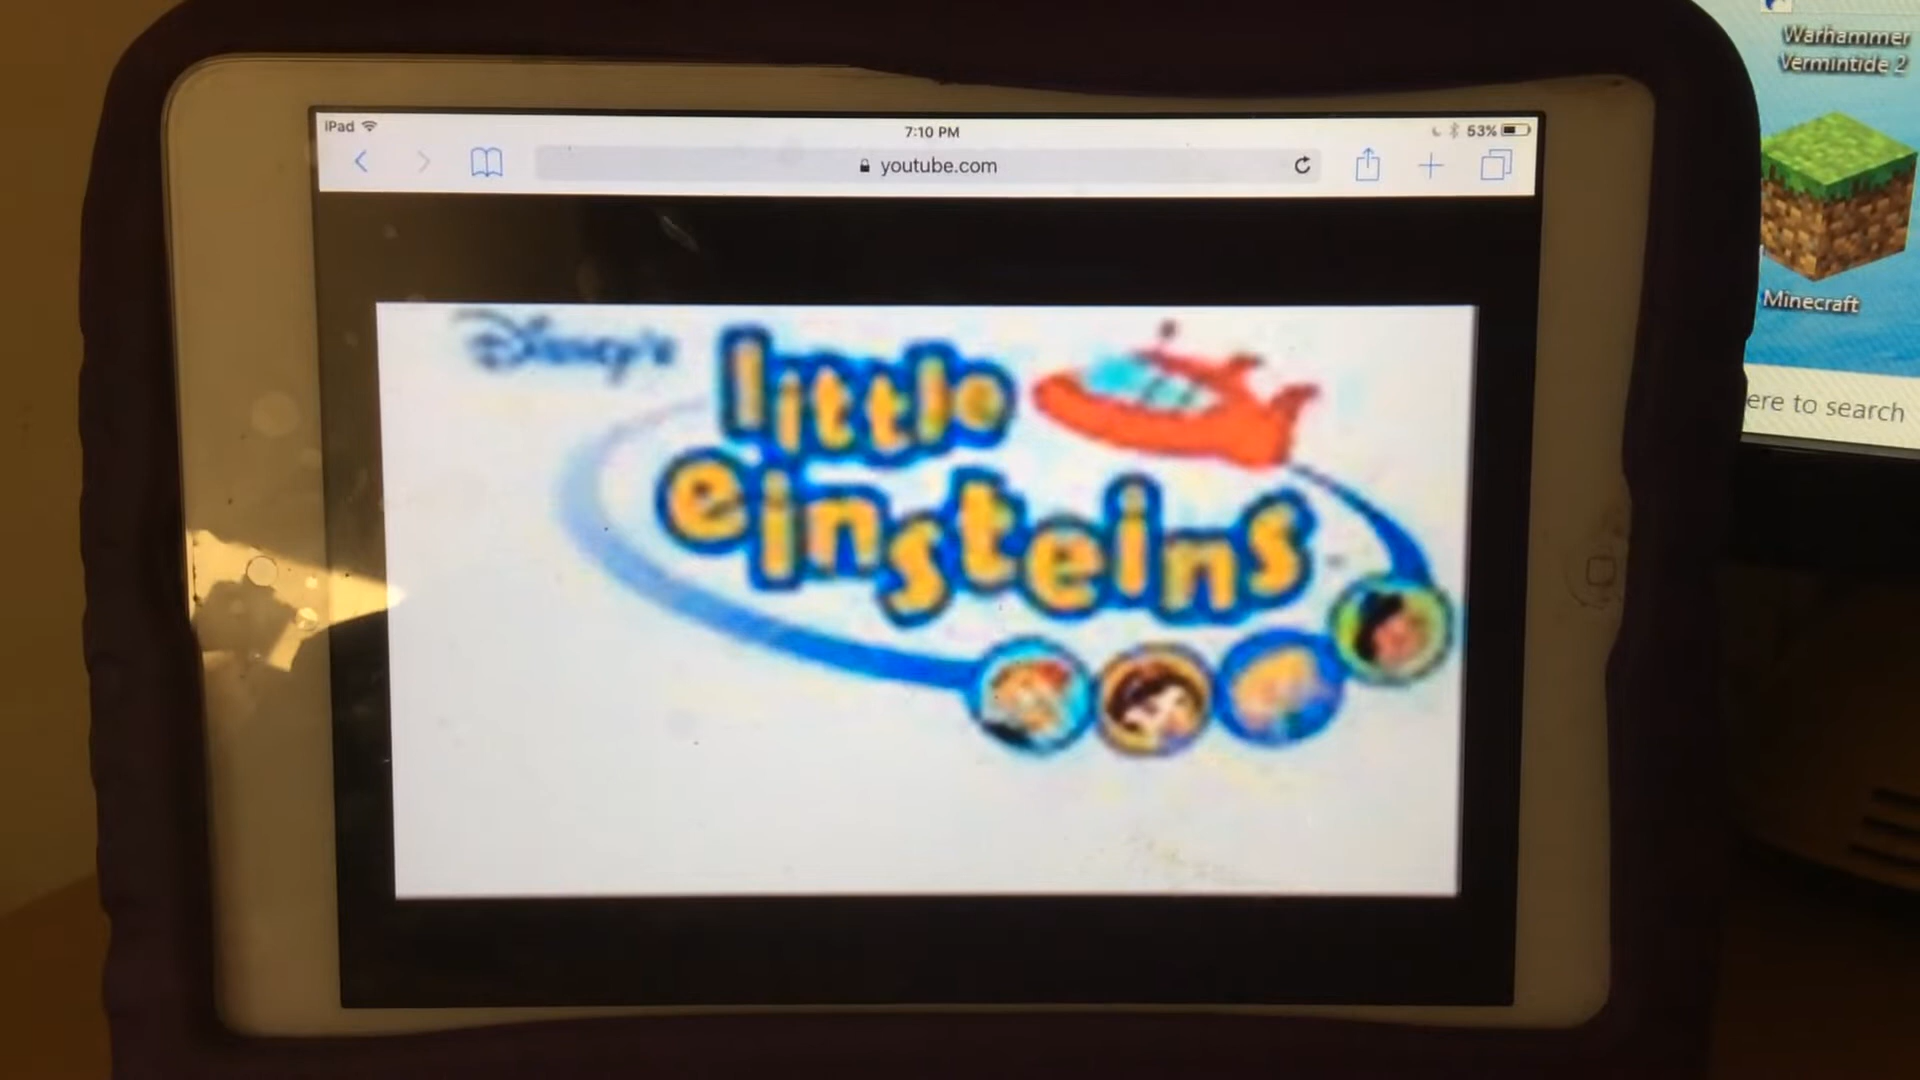 iPad
7:10 PM
53%
youtube.com
Disney's
little
einsteins
Warhammer
Vermintide 2
Minecraft
ere to search